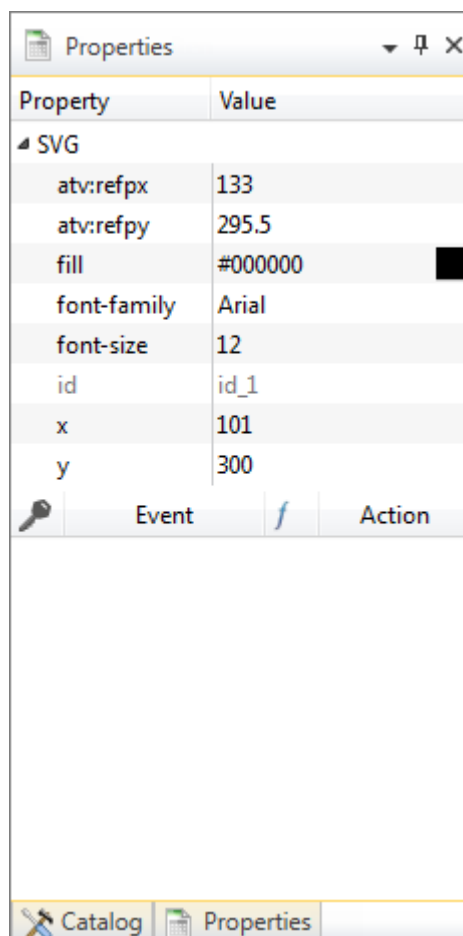 Properties
Property Value
SVG
atv:refpx 133
atv:refpy 295.5
fill #000000
font-family Arial
font-size 12
id id_1
x 101
y 300
Event f Action
Catalog Properties